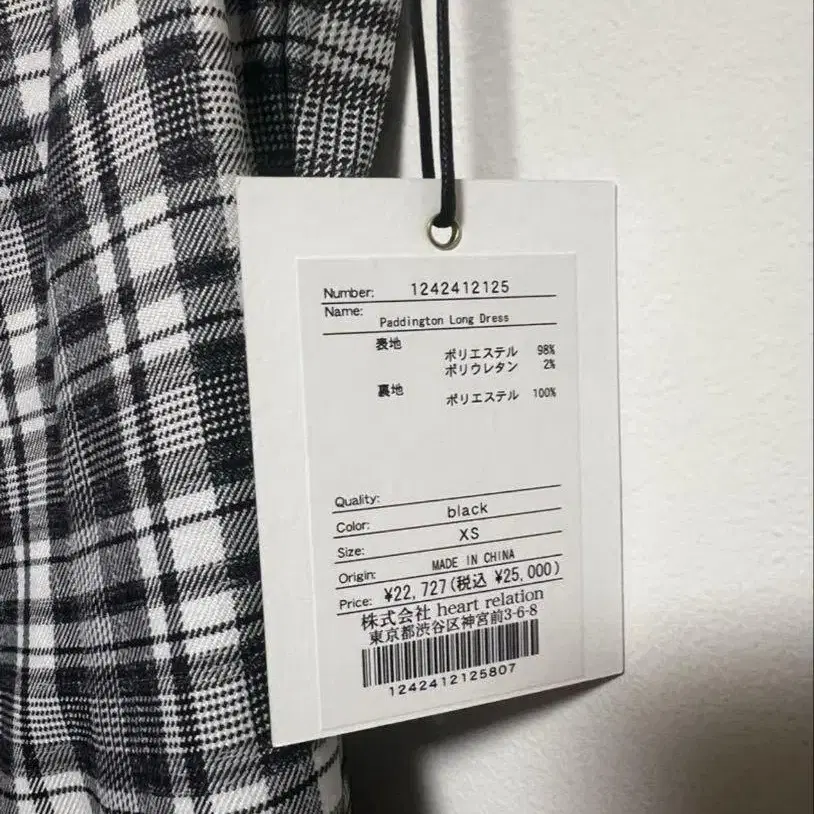 Number: 1242412125
Name: Paddington Long Dress
表地 ポリエステル 98%
ポリウレタン 2%
裏地 ポリエステル 100%
Quality:
Color: black
Size: XS
Origin: MADE IN CHINA
Price: ¥22,727(税込 ¥25,000)
株式会社 heart relation
東京都渋谷区神宮前3-6-8
1242412125807